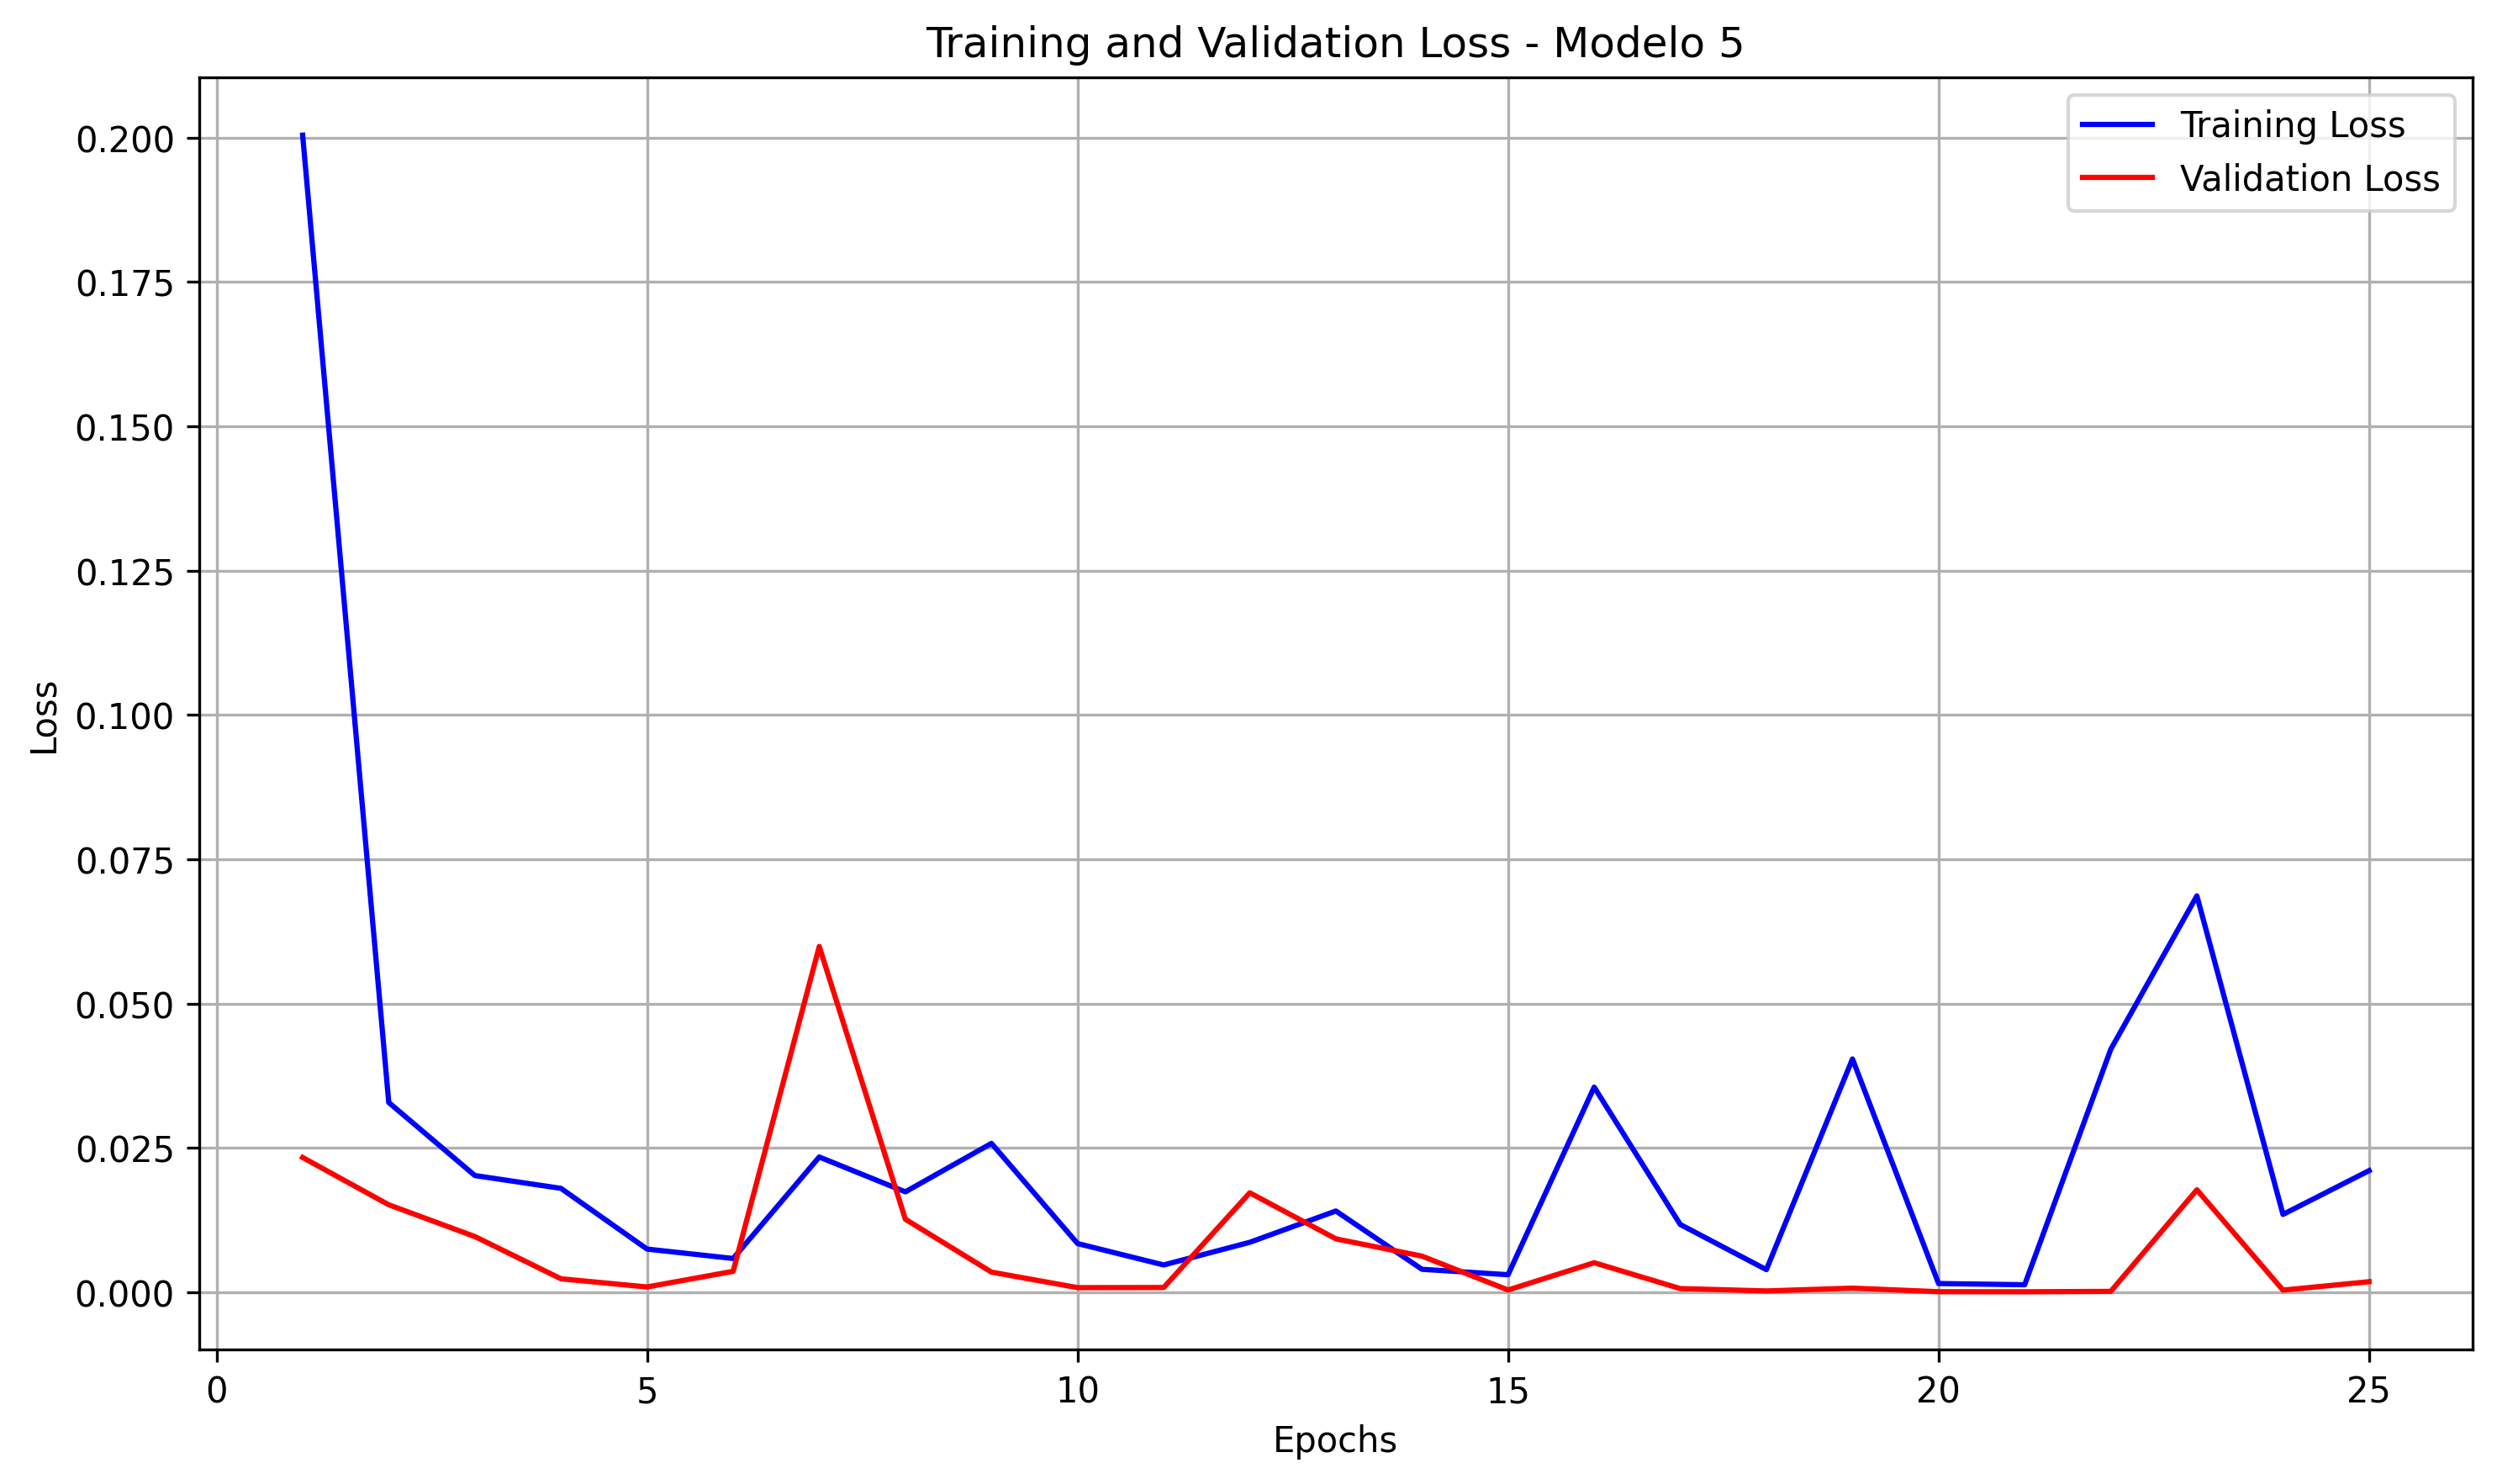 Training and Validation Loss - Modelo 5
Training Loss
Validation Loss
0.200
0.175
0.150
0.125
0.100
0.075
0.050
0.025
0.000
Loss
0 5 10 15 20 25
Epochs